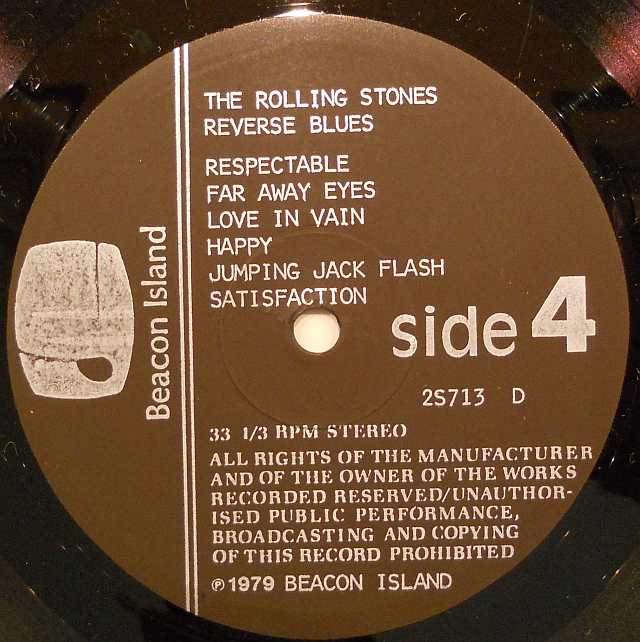 THE ROLLING STONES
REVERSE BLUES
RESPECTABLE
FAR AWAY EYES
LOVE IN VAIN
HAPPY
JUMPING JACK FLASH
SATISFACTION
side 4
2S713 D
Beacon Island
33 1/3 RPM STEREO
ALL RIGHTS OF THE MANUFACTURER
AND OF THE OWNER OF THE WORKS
RECORDED RESERVED/UNAUTHOR-
ISED PUBLIC PERFORMANCE,
BROADCASTING AND COPYING
OF THIS RECORD PROHIBITED
℗1979 BEACON ISLAND